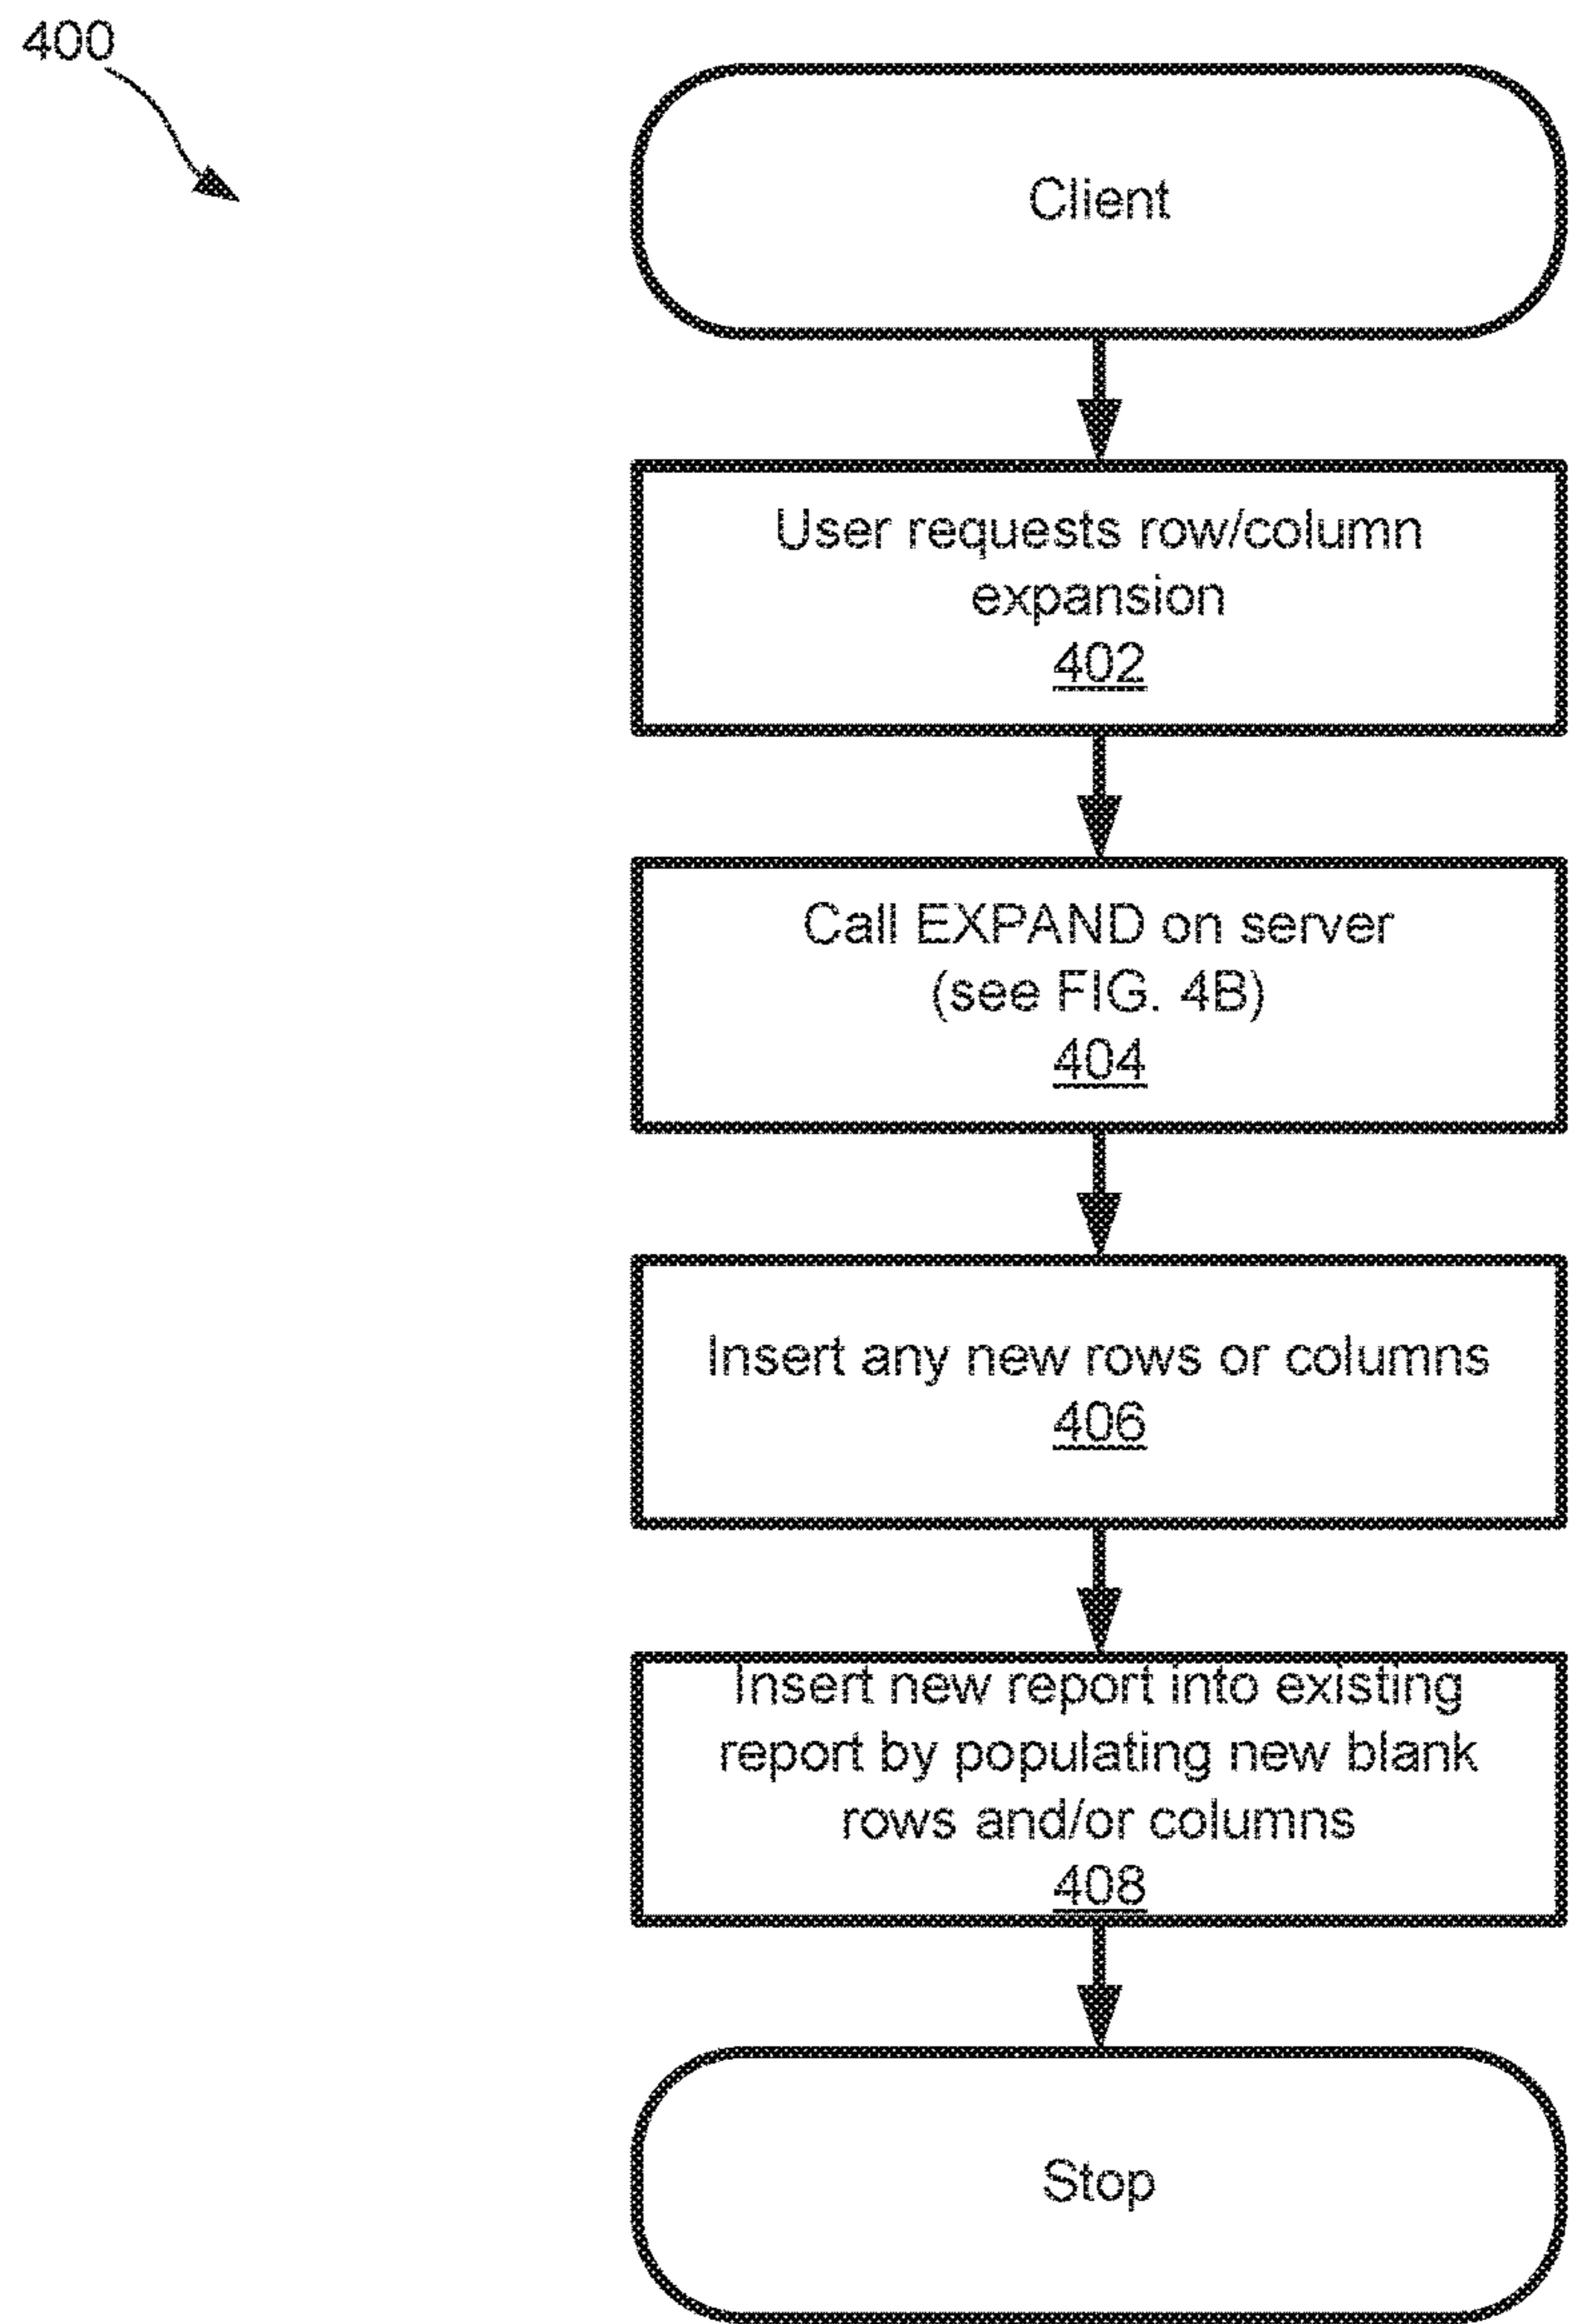 400
Client
User requests row/column
expansion
402
Call EXPAND on server
(see FIG. 4B)
404
Insert any new rows or columns
406
Insert new report into existing
report by populating new blank
rows and/or columns
408
Stop